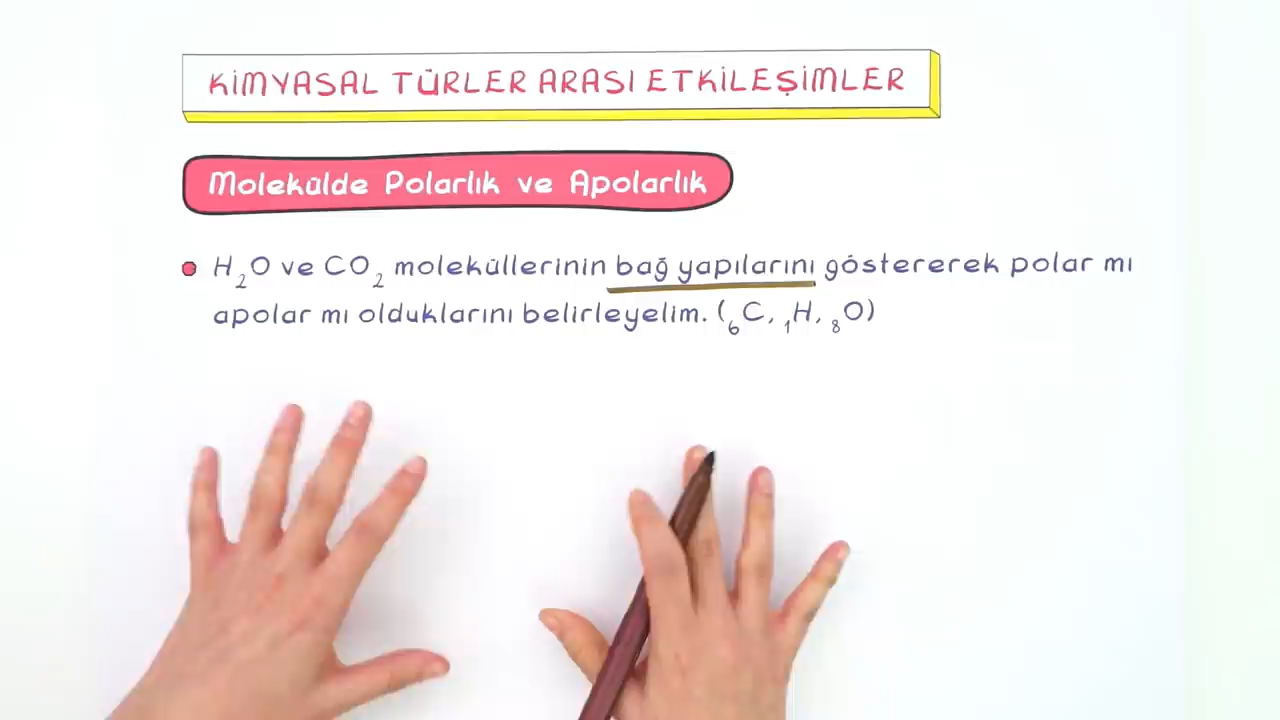 KİMYASAL TÜRLER ARASI ETKİLEŞİMLER
Molekülde Polarlık ve Apolarlık
H₂O ve CO₂ moleküllerinin bağ yapılarını göstererek polar mı
apolar mı olduklarını belirleyelim. (₆C, ₁H, ₈O)